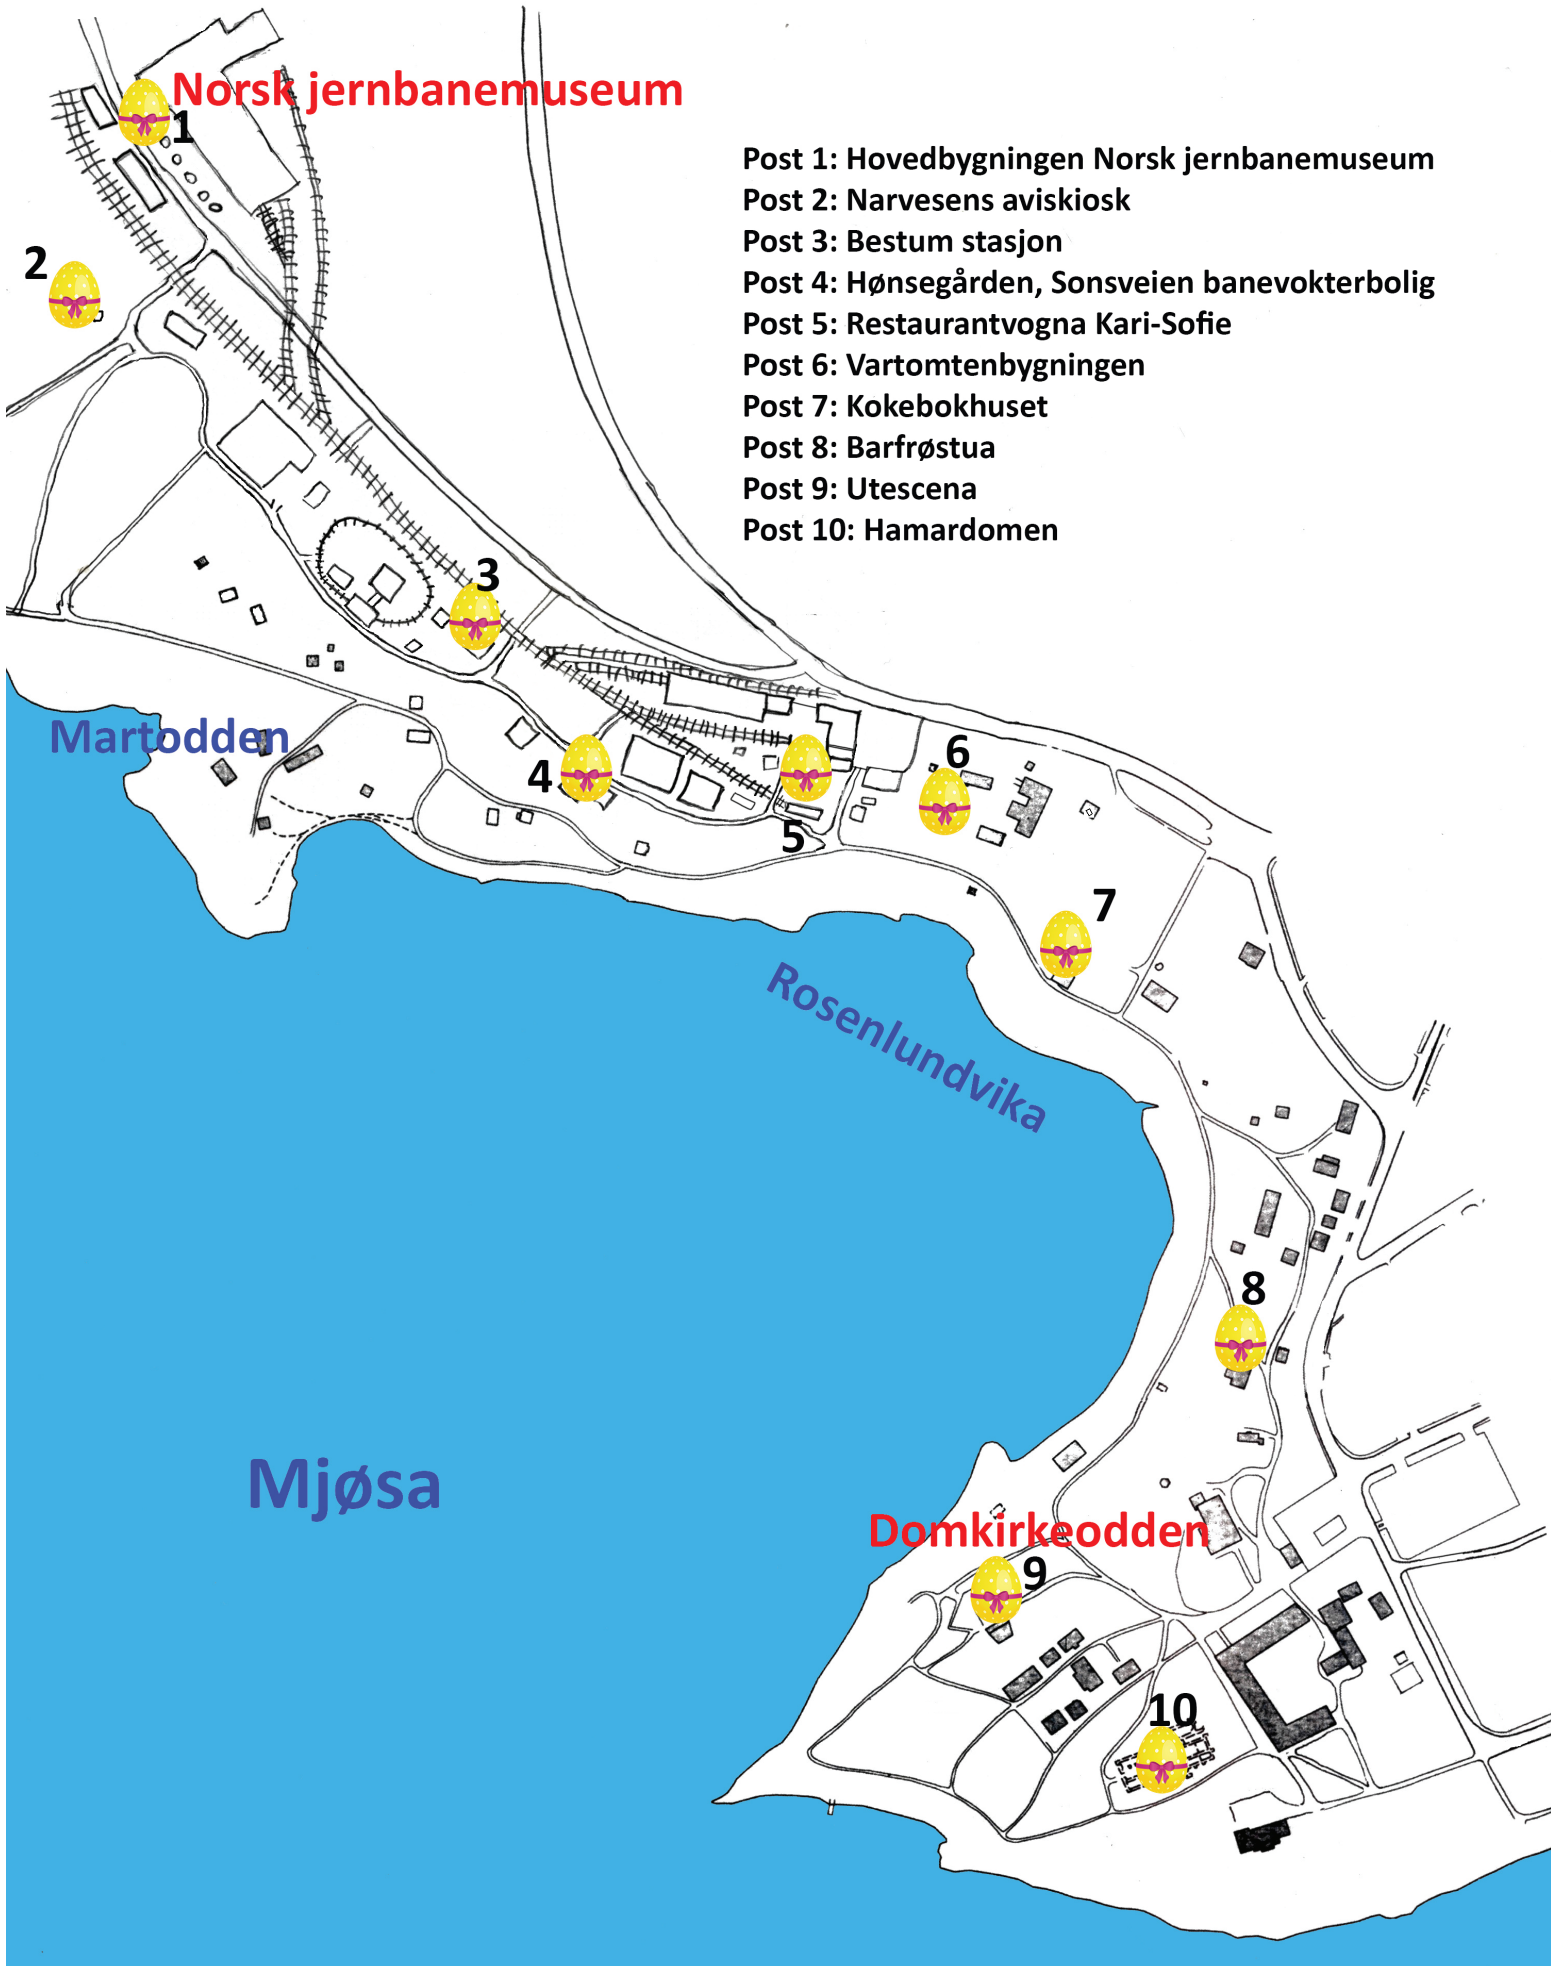 Norsk jernbanemuseum
1
Post 1: Hovedbygningen Norsk jernbanemuseum
Post 2: Narvesens aviskiosk
Post 3: Bestum stasjon
Post 4: Hønsegården, Sonsveien banevokterbolig
Post 5: Restaurantvogna Kari-Sofie
Post 6: Vartomtenbygningen
Post 7: Kokebokhuset
Post 8: Barfrøstua
Post 9: Utescena
Post 10: Hamardomen
2
3
Martodden
4
5
6
7
Rosenlundvika
8
Mjøsa
Domkirkeodden
9
10